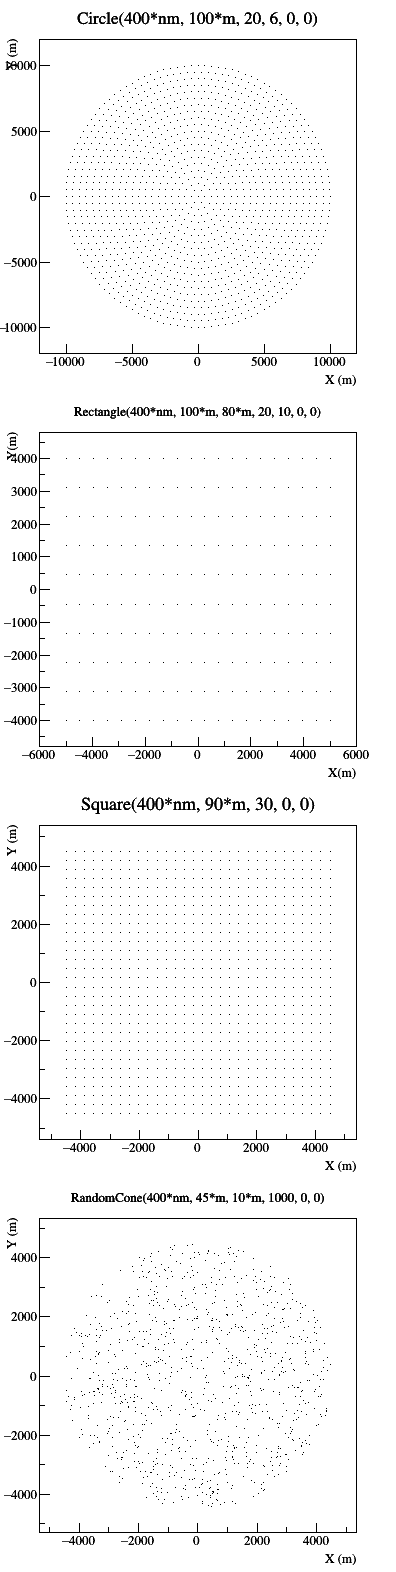 Circle(400*nm, 100*m, 20, 6, 0, 0)
(m)
10000
5000
0
−5000
−10000
−10000 −5000 0 5000 10000
X (m)
Rectangle(400*nm, 100*m, 80*m, 20, 10, 0, 0)
Y(m)
4000
3000
2000
1000
0
−1000
−2000
−3000
−4000
−6000 −4000 −2000 0 2000 4000 6000
X(m)
Square(400*nm, 90*m, 30, 0, 0)
Y (m)
4000
2000
0
−2000
−4000
−4000 −2000 0 2000 4000
X (m)
RandomCone(400*nm, 45*m, 10*m, 1000, 0, 0)
Y (m)
4000
2000
0
−2000
−4000
−4000 −2000 0 2000 4000
X (m)